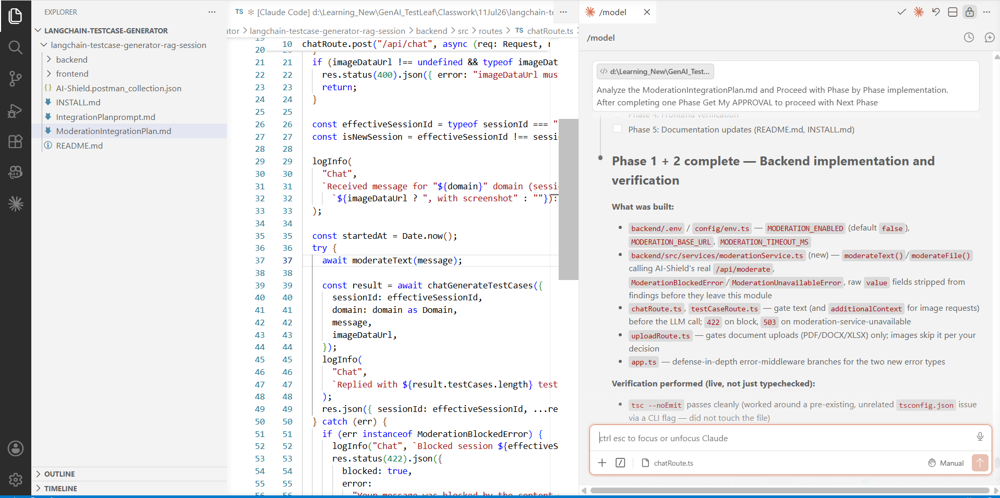 EXPLORER
LANGCHAIN-TESTCASE-GENERATOR
langchain-testcase-generator-rag-session
backend
frontend
{} AI-Shield.postman_collection.json
INSTALL.md
IntegrationPlanprompt.md
ModerationIntegrationPlan.md
README.md
OUTLINE
TIMELINE
TS [Claude Code] d:\Learning_New\GenAI_TestLeaf\Classwork\11Jul26\langchain-te
ator > langchain-testcase-generator-rag-session > backend > src > routes > TS chatRoute.ts >
19
10 chatRoute.post("/api/chat", async (req: Request, r
20 }
21 21 if (imageDataUrl !== undefined && typeof imageDat
22 22 res.status(400).json({ error: "imageDataUrl mus
23 23 return;
24 24 }
25 25
26 26 const effectiveSessionId = typeof sessionId === "
27 27 const isNewSession = effectiveSessionId !== sessi
28 28
29 29 logInfo(
30 30 "Chat",
31 31 `Received message for "${domain}" domain (sessi
32 32 `${imageDataUrl ? ", with screenshot" : ""}):
33 33 );
34 34
35 35 const startedAt = Date.now();
36 36 try {
37 37 await moderateText(message);
38 38
39 39 const result = await chatGenerateTestCases({
40 40 sessionId: effectiveSessionId,
41 41 domain: domain as Domain,
42 42 message,
43 43 imageDataUrl,
44 44 });
45 45 logInfo(
46 46 "Chat",
47 47 `Replied with ${result.testCases.length} test
48 48 );
49 49 res.json({ sessionId: effectiveSessionId, ...re
50 50 } catch (err) {
51 51 if (err instanceof ModerationBlockedError) {
52 52 logInfo("Chat", `Blocked session ${effectiveS
53 53 res.status(422).json({
54 54 blocked: true,
55 55 error:
56 56 "Your message was blocked by the content
/model
/model
</> d:\Learning_New\GenAI_Test...
Analyze the ModerationIntegrationPlan.md and Proceed with Phase by Phase implementation.
After completing one Phase Get My APPROVAL to proceed with Next Phase
Phase 4: Frontend verification
Phase 5: Documentation updates (README.md, INSTALL.md)
Phase 1 + 2 complete — Backend implementation and
verification
What was built:
• backend/.env / config/env.ts — MODERATION_ENABLED (default false),
MODERATION_BASE_URL, MODERATION_TIMEOUT_MS
• backend/src/services/moderationService.ts (new) — moderateText()/moderateFile()
calling AI-Shield's real /api/moderate,
ModerationBlockedError/ModerationUnavailableError, raw value fields stripped from
findings before they leave this module
• chatRoute.ts, testCaseRoute.ts — gate text (and additionalContext for image requests)
before the LLM call; 422 on block, 503 on moderation-service-unavailable
• uploadRoute.ts — gates document uploads (PDF/DOCX/XLSX) only; images skip it per your
decision
• app.ts — defense-in-depth error-middleware branches for the two new error types
Verification performed (live, not just typechecked):
• tsc --noEmit passes cleanly (worked around a pre-existing, unrelated tsconfig.json issue
via a CLI flag — did not touch the file)
ctrl esc to focus or unfocus Claude
chatRoute.ts
Manual